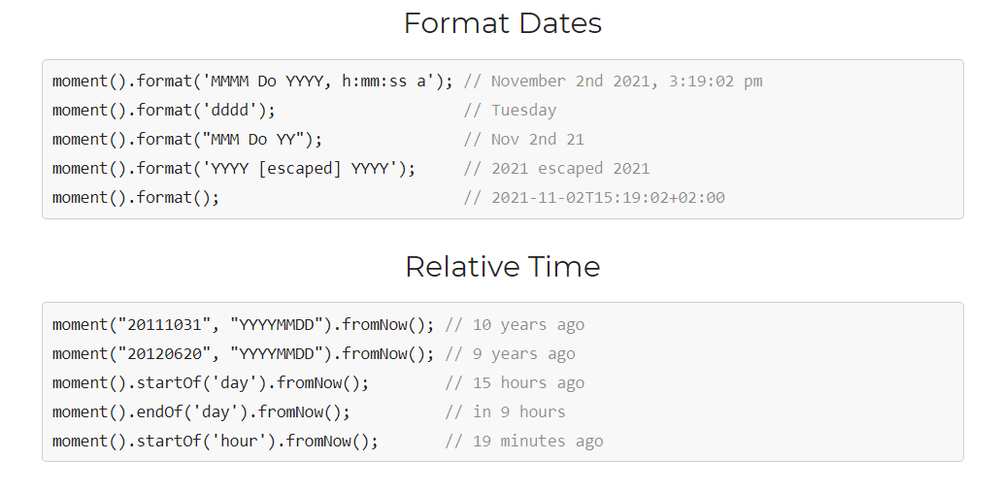 Format Dates
moment().format('MMMM Do YYYY, h:mm:ss a'); // November 2nd 2021, 3:19:02 pm
moment().format('dddd');                    // Tuesday
moment().format("MMM Do YY");               // Nov 2nd 21
moment().format('YYYY [escaped] YYYY');     // 2021 escaped 2021
moment().format();                          // 2021-11-02T15:19:02+02:00
Relative Time
moment("20111031", "YYYYMMDD").fromNow(); // 10 years ago
moment("20120620", "YYYYMMDD").fromNow(); // 9 years ago
moment().startOf('day').fromNow();        // 15 hours ago
moment().endOf('day').fromNow();          // in 9 hours
moment().startOf('hour').fromNow();       // 19 minutes ago